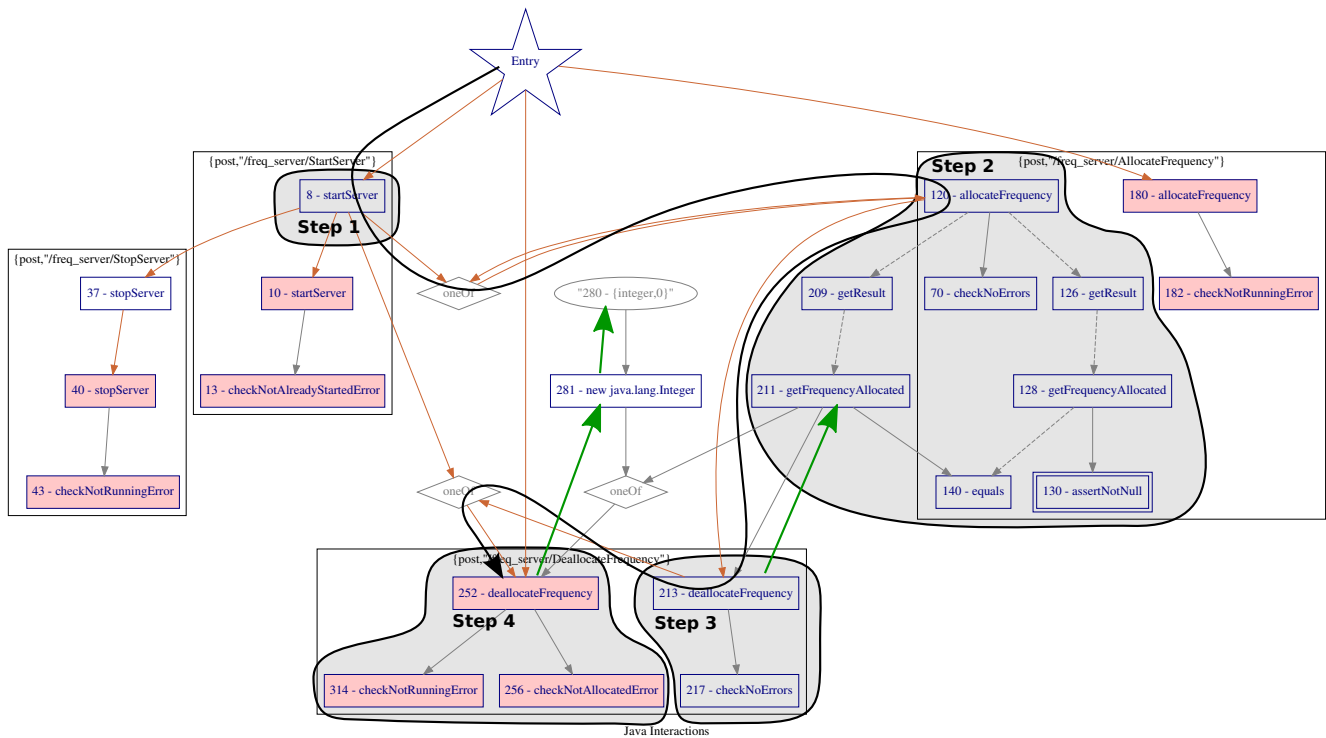 Entry
{post,"/freq_server/StartServer"}
Step 2
{post,"/freq_server/AllocateFrequency"}
8 - startServer
120 - allocateFrequency
180 - allocateFrequency
Step 1
{post,"/freq_server/StopServer"}
37 - stopServer
10 - startServer
oneOf
"280 - {integer,0}"
209 - getResult
70 - checkNoErrors
126 - getResult
182 - checkNotRunningError
40 - stopServer
13 - checkNotAlreadyStartedError
281 - new java.lang.Integer
211 - getFrequencyAllocated
128 - getFrequencyAllocated
43 - checkNotRunningError
oneOf
oneOf
140 - equals
130 - assertNotNull
{post,"/freq_server/DeallocateFrequency"}
252 - deallocateFrequency
213 - deallocateFrequency
Step 4
Step 3
314 - checkNotRunningError
256 - checkNotAllocatedError
217 - checkNoErrors
Java Interactions